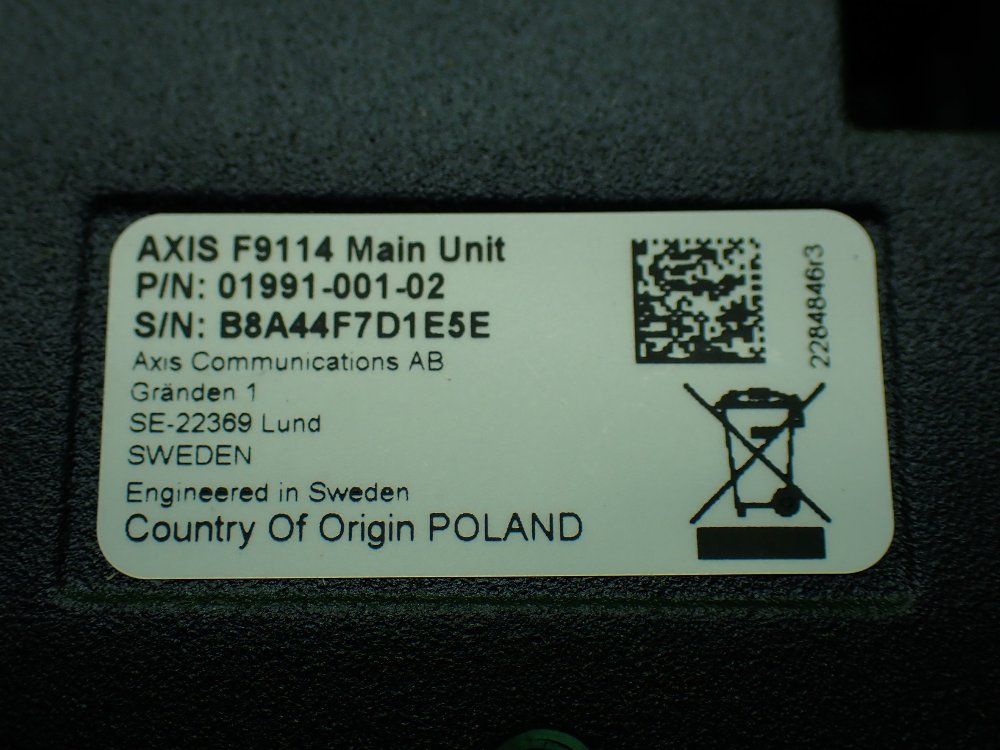 AXIS F9114 Main Unit
P/N: 01991-001-02
S/N: B8A44F7D1E5E
Axis Communications AB
Gränden 1
SE-22369 Lund
SWEDEN
Engineered in Sweden
Country Of Origin POLAND
2284846r3